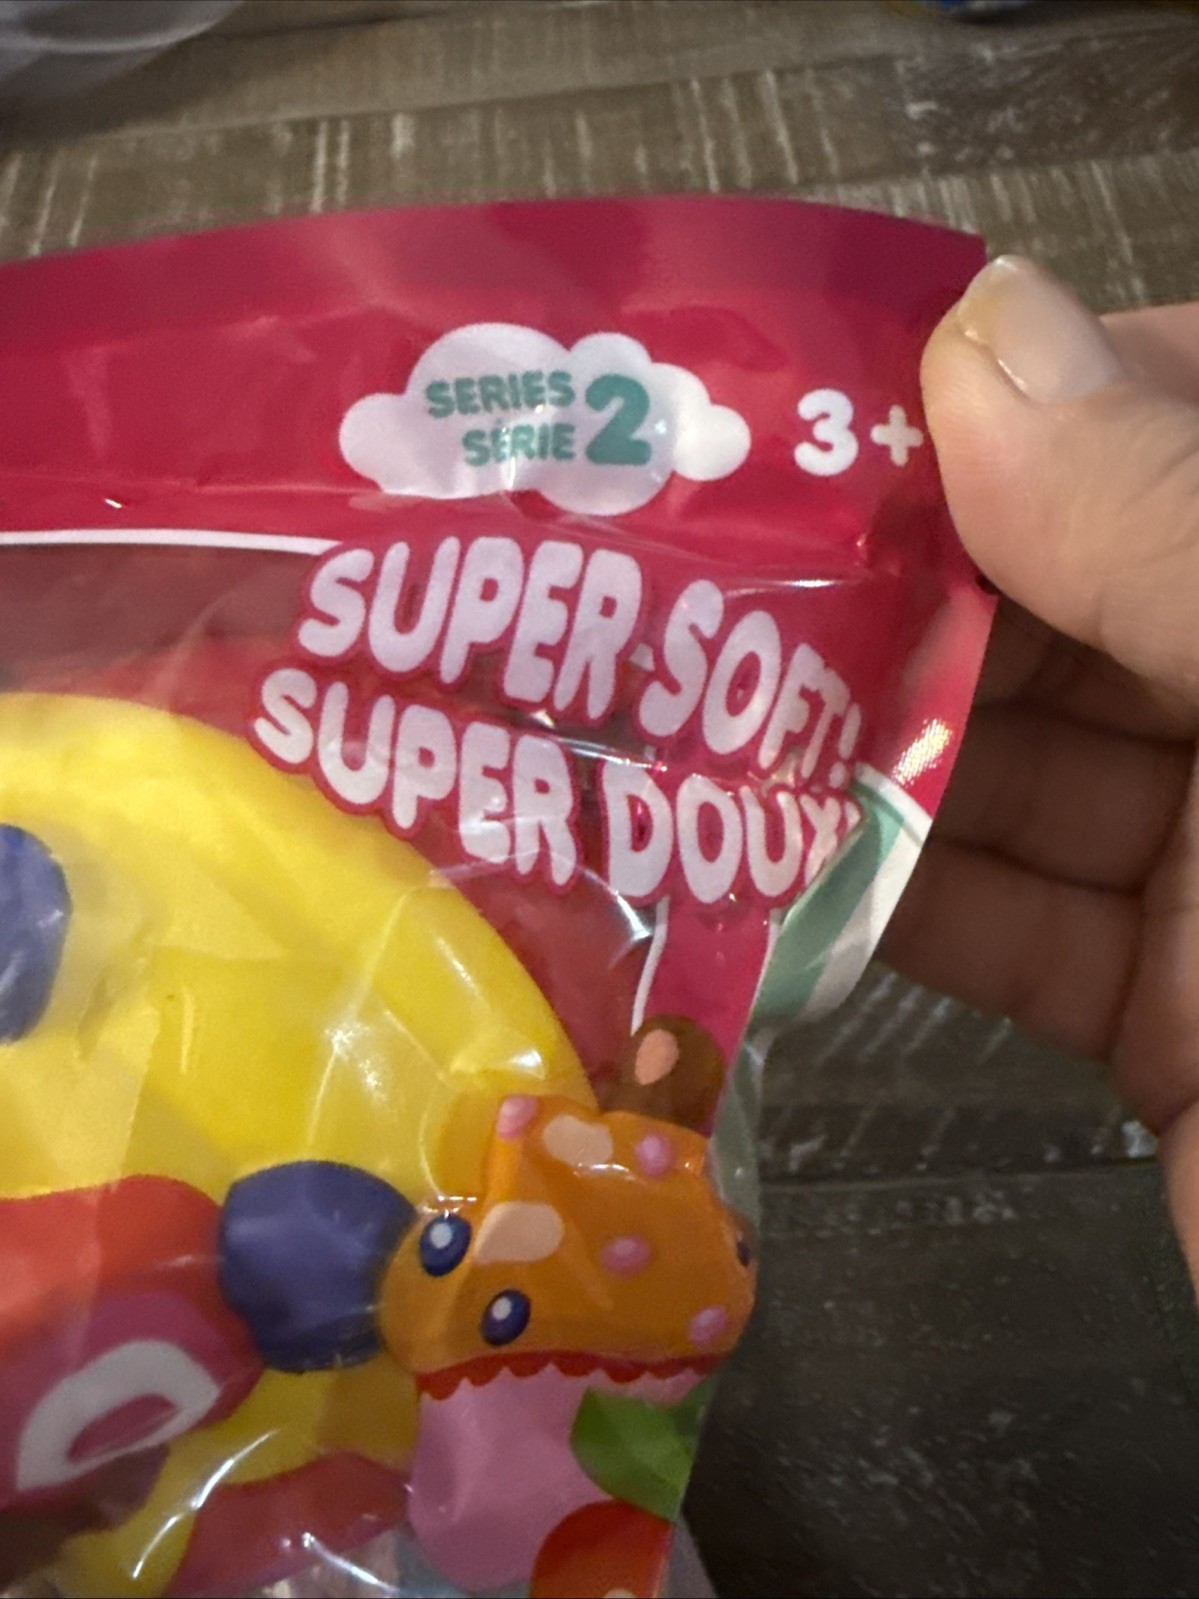 SERIES 2
SÉRIE
3+
SUPER-SOFT!
SUPER DOUX!